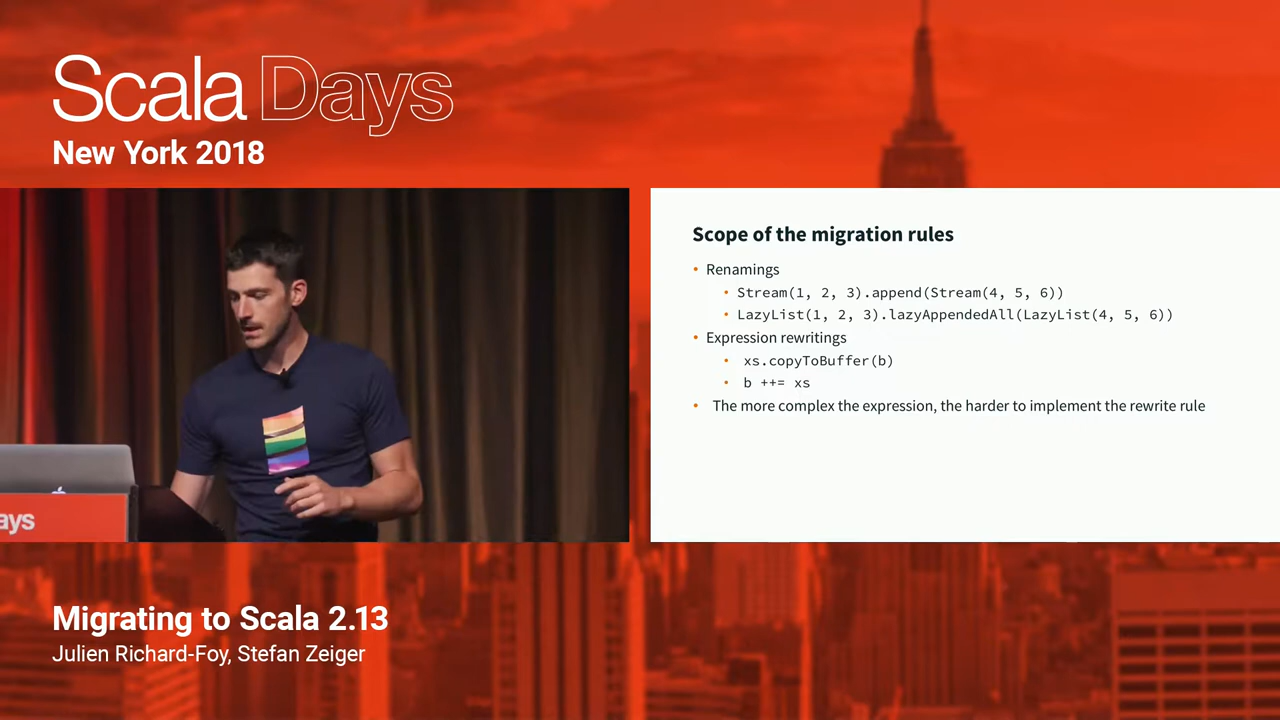 Scala Days
New York 2018
Scope of the migration rules
• Renamings
• Stream(1, 2, 3).append(Stream(4, 5, 6))
• LazyList(1, 2, 3).lazyAppendedAll(LazyList(4, 5, 6))
• Expression rewritings
• xs.copyToBuffer(b)
• b ++= xs
• The more complex the expression, the harder to implement the rewrite rule
ays
Migrating to Scala 2.13
Julien Richard-Foy, Stefan Zeiger